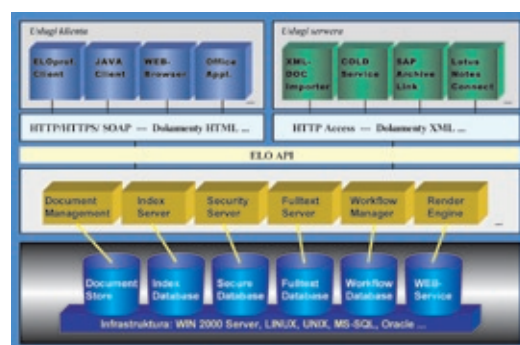 Usługi klienta
Usługi serwera
ELOprof. Client
JAVA Client
WEB-Browser
Office Appl.
XML-DOC Importer
COLD Service
SAP Archive Link
Lotus Notes Connect
...
...
HTTP/HTTPS/ SOAP — Dokumenty HTML ...
HTTP Access – Dokumenty XML ...
ELO API
Document Management
Index Server
Security Server
Fulltext Server
Workflow Manager
Render Engine
...
Document Store
Index Database
Secure Database
Fulltext Database
Workflow Database
WEB-Service
Infrastruktura: WIN 2000 Server, LINUX, UNIX, MS-SQL, Oracle ...